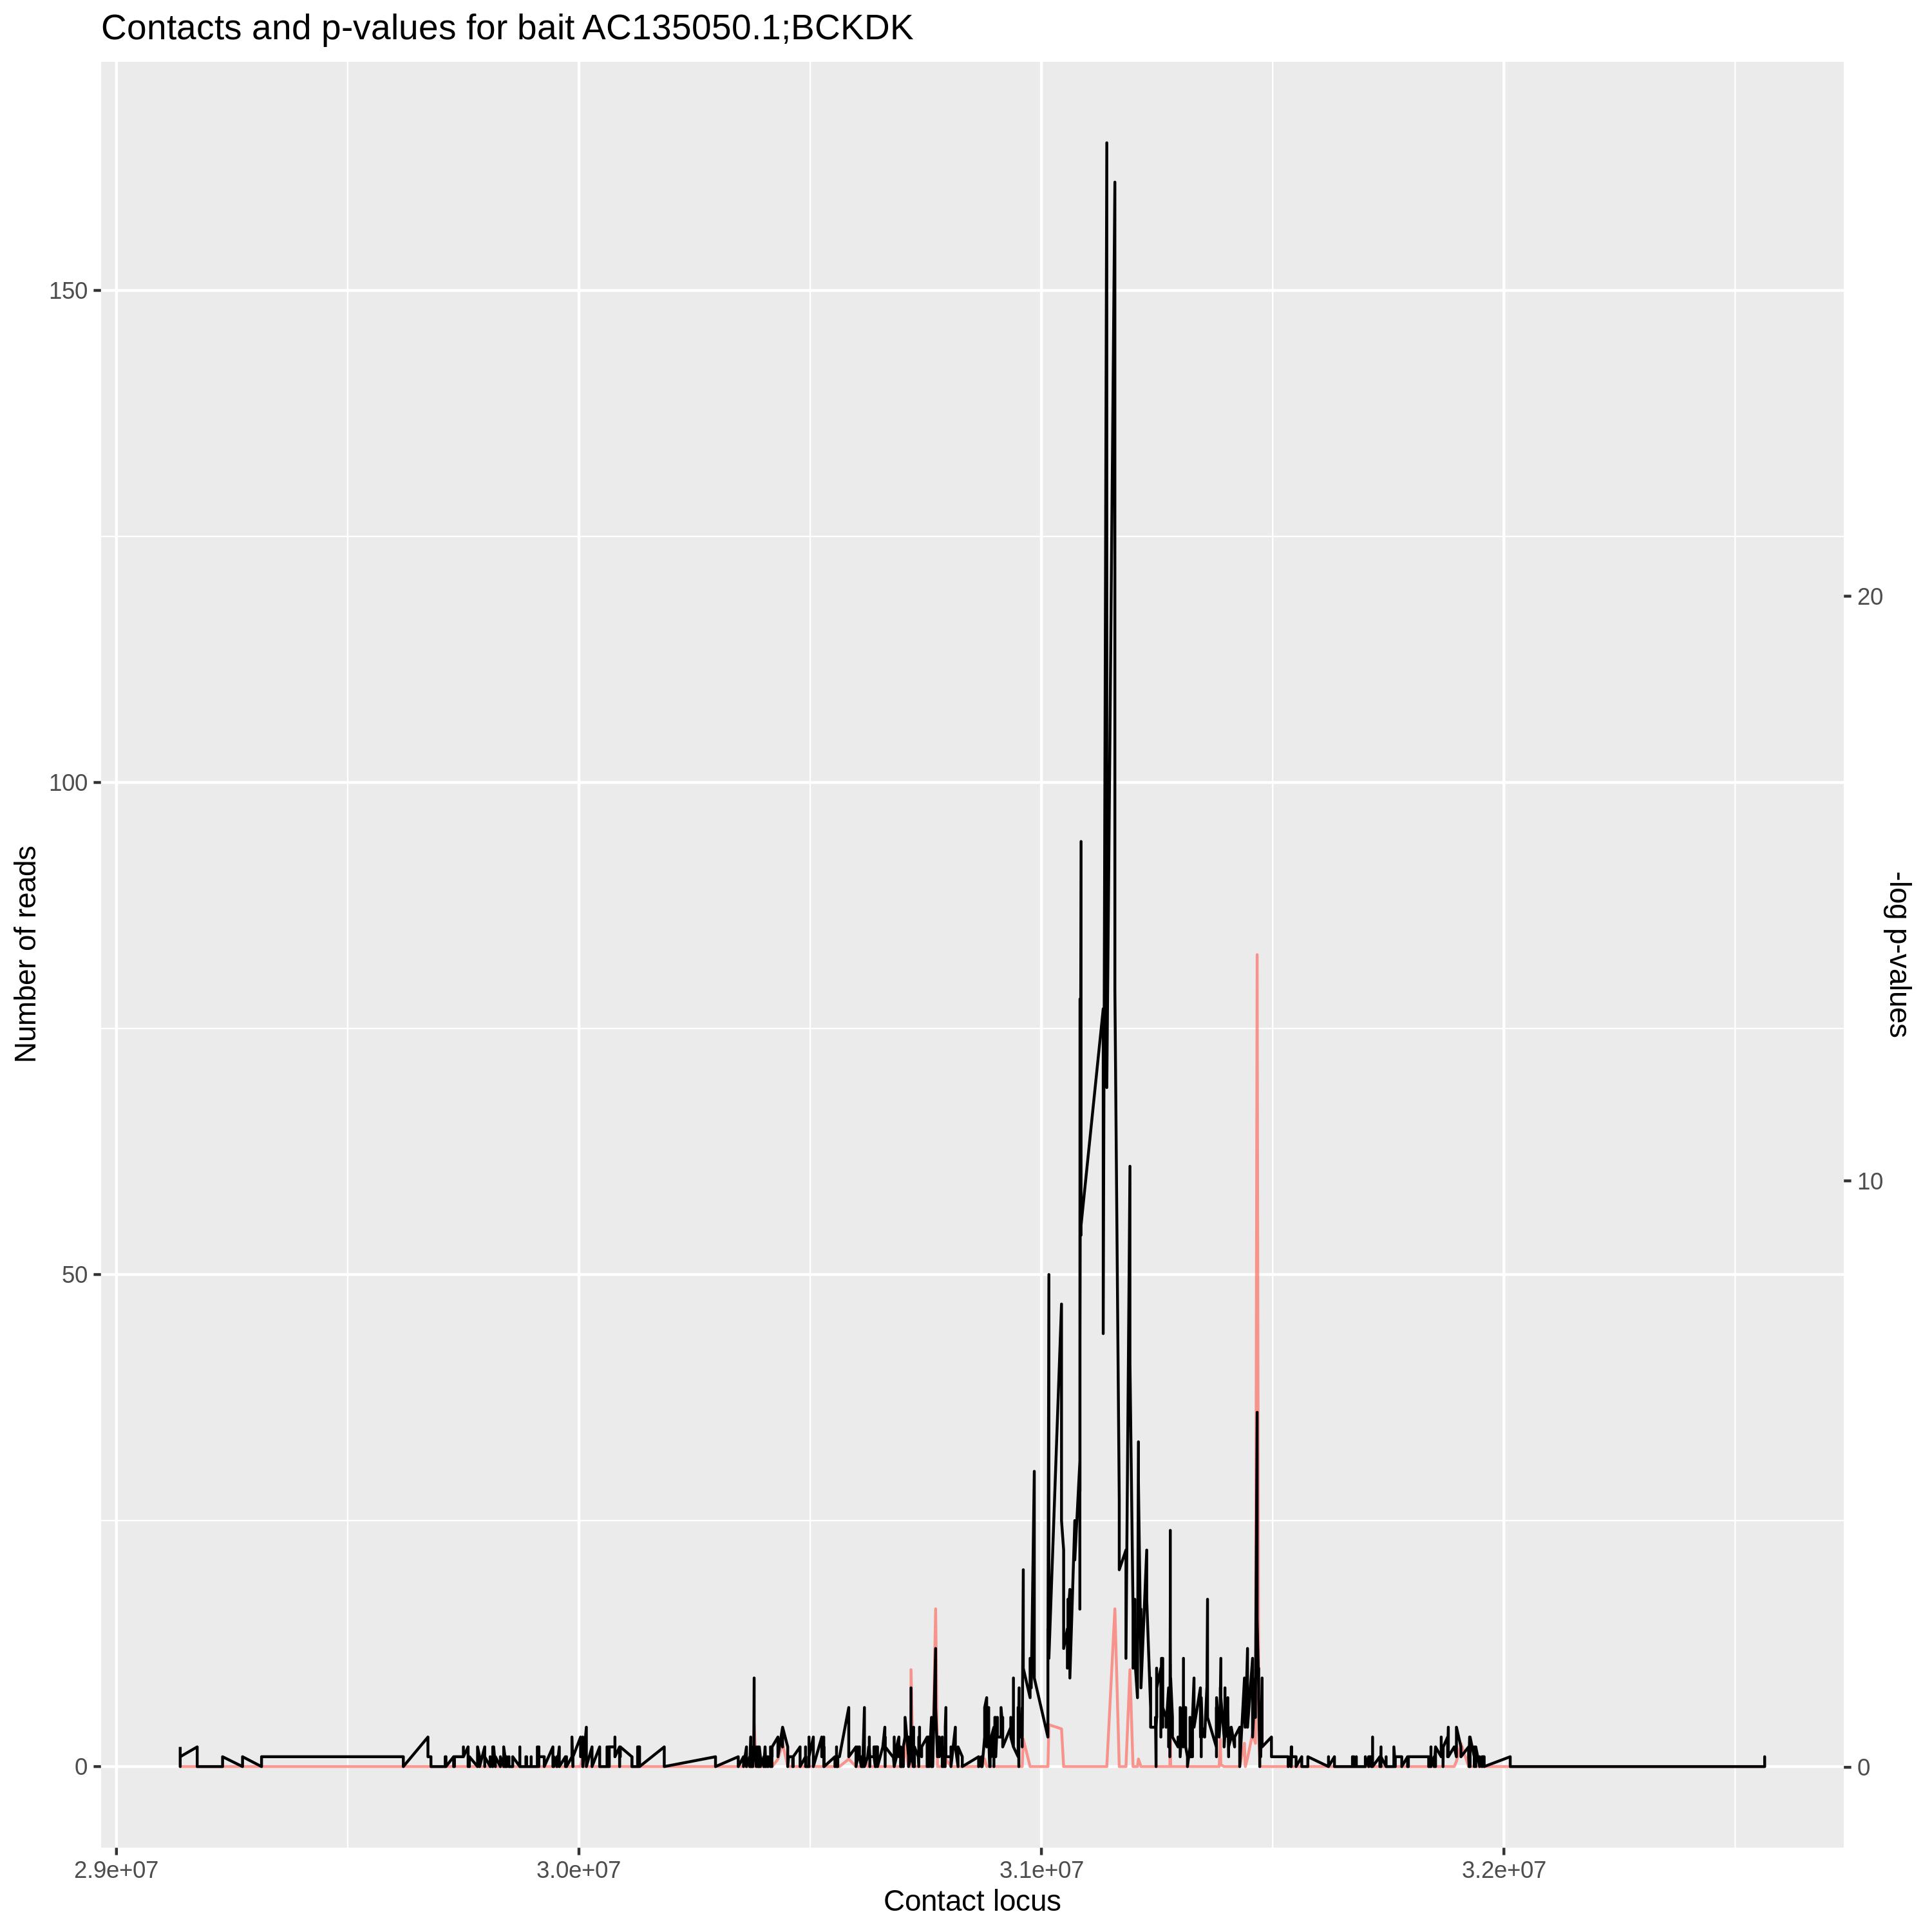 Contacts and p-values for bait AC135050.1;BCKDK
150
100
50
0
Number of reads
20
10
0
-log p-values
2.9e+07
3.0e+07
3.1e+07
3.2e+07
Contact locus